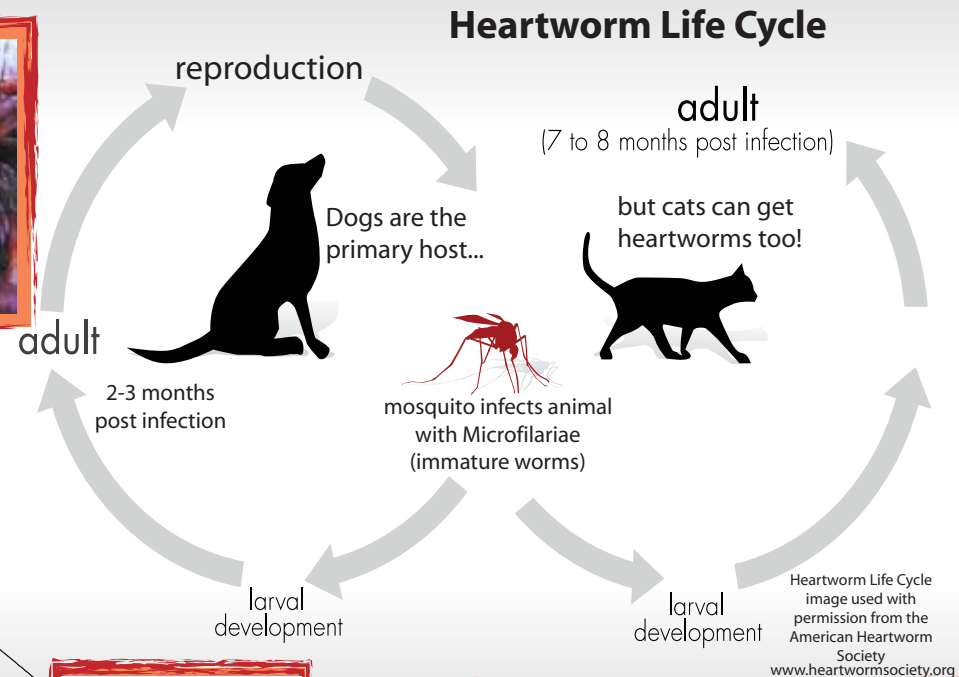 Heartworm Life Cycle
reproduction
adult
(7 to 8 months post infection)
Dogs are the
primary host...
but cats can get
heartworms too!
adult
2-3 months
post infection
mosquito infects animal
with Microfilariae
(immature worms)
larval
development
larval
development
Heartworm Life Cycle
image used with
permission from the
American Heartworm
Society
www.heartwormsociety.org